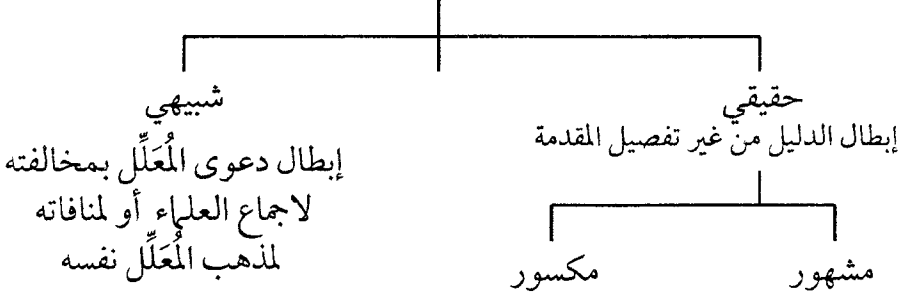 حقيقي
إبطال الدليل من غير تفصيل المقدمة
مشهور
مكسور
شبيهي
إبطال دعوى المُعَلِّل بمخالفته
لاجماع العلماء أو لمنافاته
لمذهب المُعَلِّل نفسه